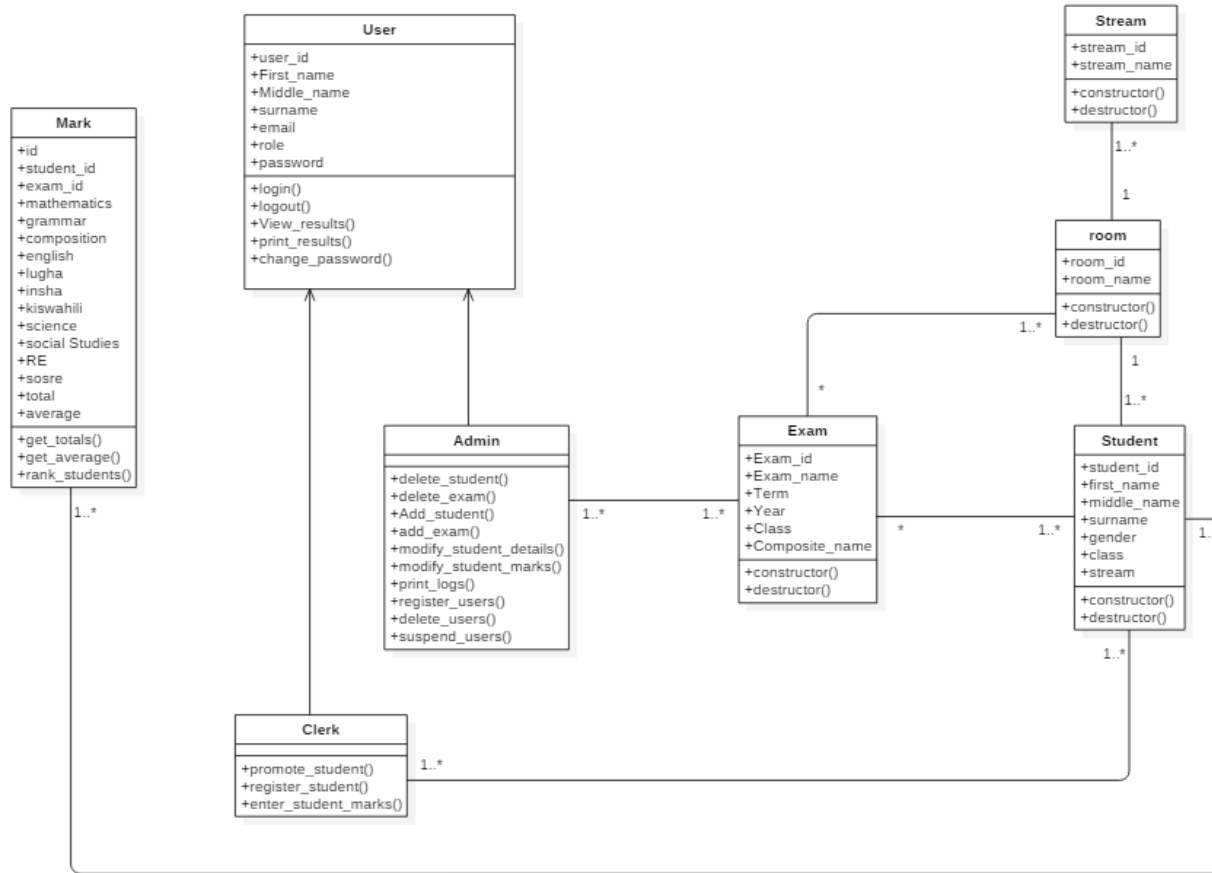 User
+user_id
+First_name
+Middle_name
+surname
+email
+role
+password
+login()
+logout()
+View_results()
+print_results()
+change_password()
Stream
+stream_id
+stream_name
+constructor()
+destructor()
1..*
1
Mark
+id
+student_id
+exam_id
+mathematics
+grammar
+composition
+english
+lugha
+insha
+kiswahili
+science
+social Studies
+RE
+sosre
+total
+average
+get_totals()
+get_average()
+rank_students()
1..*
room
+room_id
+room_name
+constructor()
+destructor()
1..*
*
1
1..*
Admin
+delete_student()
+delete_exam()
+Add_student()
+add_exam()
+modify_student_details()
+modify_student_marks()
+print_logs()
+register_users()
+delete_users()
+suspend_users()
1..*
1..*
Exam
+Exam_id
+Exam_name
+Term
+Year
+Class
+Composite_name
+constructor()
+destructor()
*
1..*
Student
+student_id
+first_name
+middle_name
+surname
+gender
+class
+stream
+constructor()
+destructor()
1..
1..*
Clerk
+promote_student()
+register_student()
+enter_student_marks()
1..*